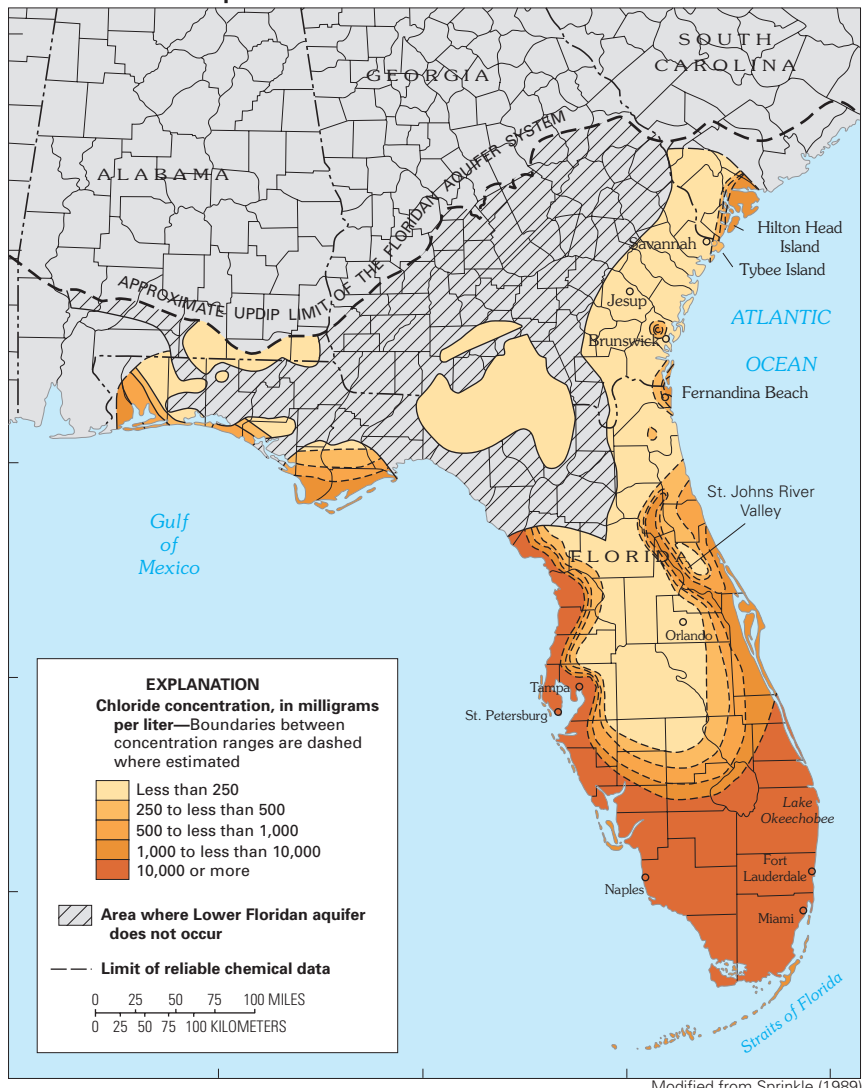 SOUTH
CAROLINA
GEORGIA
ALABAMA
APPROXIMATE UPDIP LIMIT OF THE FLORIDAN AQUIFER SYSTEM
Hilton Head
Island
Savannah
Tybee Island
Jesup
ATLANTIC
OCEAN
Brunswick
Fernandina Beach
St. Johns River
Valley
Gulf
of
Mexico
FLORIDA
Orlando
Tampa
St. Petersburg
Lake
Okeechobee
Fort
Lauderdale
Naples
Miami
Straits of Florida
EXPLANATION
Chloride concentration, in milligrams
per liter—Boundaries between
concentration ranges are dashed
where estimated
Less than 250
250 to less than 500
500 to less than 1,000
1,000 to less than 10,000
10,000 or more
Area where Lower Floridan aquifer
does not occur
Limit of reliable chemical data
0 25 50 75 100 MILES
0 25 50 75 100 KILOMETERS
Modified from Sprinkle (1989)